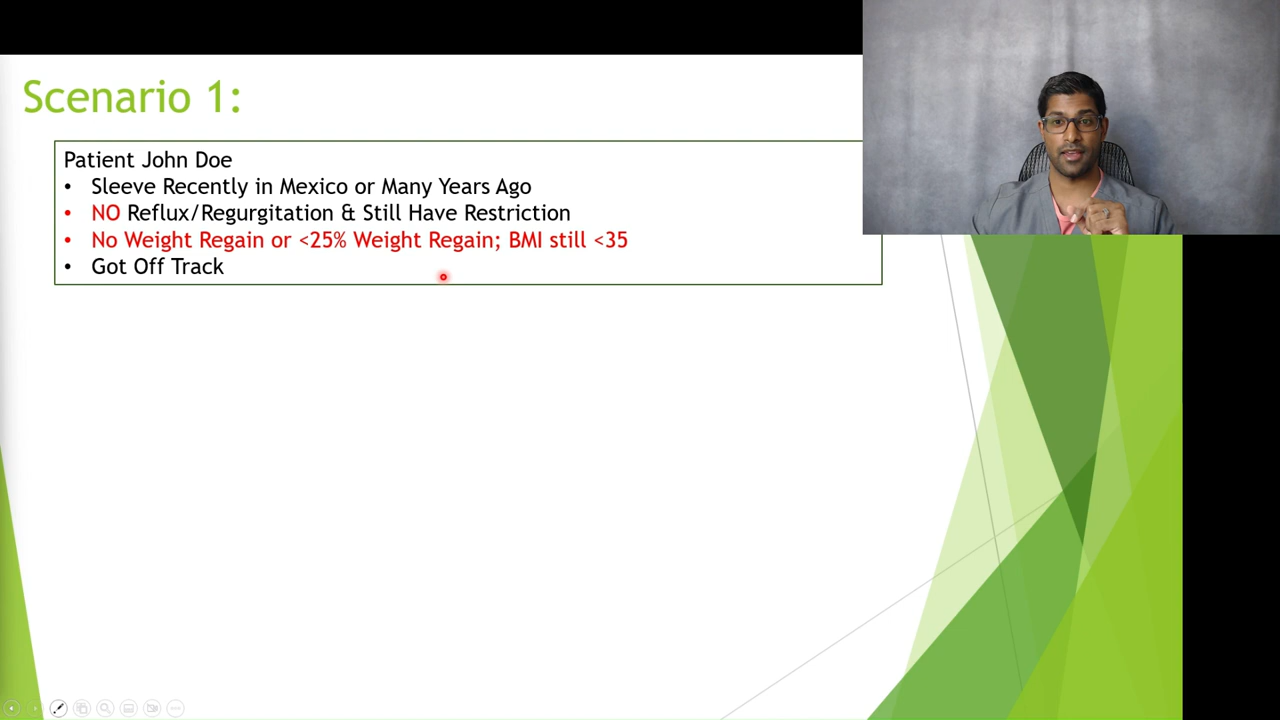 Scenario 1:
Patient John Doe
• Sleeve Recently in Mexico or Many Years Ago
• NO Reflux/Regurgitation & Still Have Restriction
• No Weight Regain or <25% Weight Regain; BMI still <35
• Got Off Track